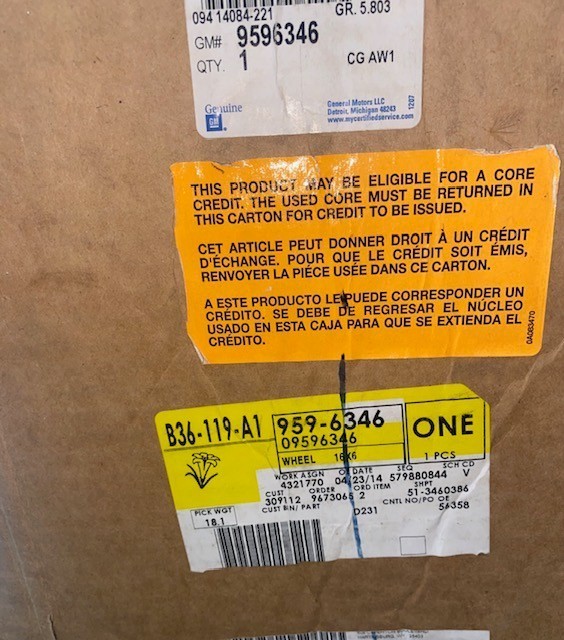 094 14084-221 GR. 5.803
GM# 9596346
QTY. 1 CG AW1
Genuine
GM
General Motors LLC
Detroit, Michigan 48243
www.mycertifiedservice.com
1207
THIS PRODUCT MAY BE ELIGIBLE FOR A CORE
CREDIT. THE USED CORE MUST BE RETURNED IN
THIS CARTON FOR CREDIT TO BE ISSUED.
CET ARTICLE PEUT DONNER DROIT À UN CRÉDIT
D'ÉCHANGE. POUR QUE LE CRÉDIT SOIT ÉMIS,
RENVOYER LA PIÈCE USÉE DANS CE CARTON.
A ESTE PRODUCTO LE PUEDE CORRESPONDER UN
CRÉDITO. SE DEBE DE REGRESAR EL NÚCLEO
USADO EN ESTA CAJA PARA QUE SE EXTIENDA EL
CRÉDITO.
0AD83470
B36-119-A1 959-6346 ONE
09596346
WHEEL 18X6 1 PCS
WORK ASGN DATE SEQ SCH CD
4321770 04/23/14 579880844 V
CUST ORDER ORD ITEM SHPT
309112 9673065 2 51-3460386
CUST BIN/ PART CNTL NO/PO OE
D231 56358
PICK WGT
18.1